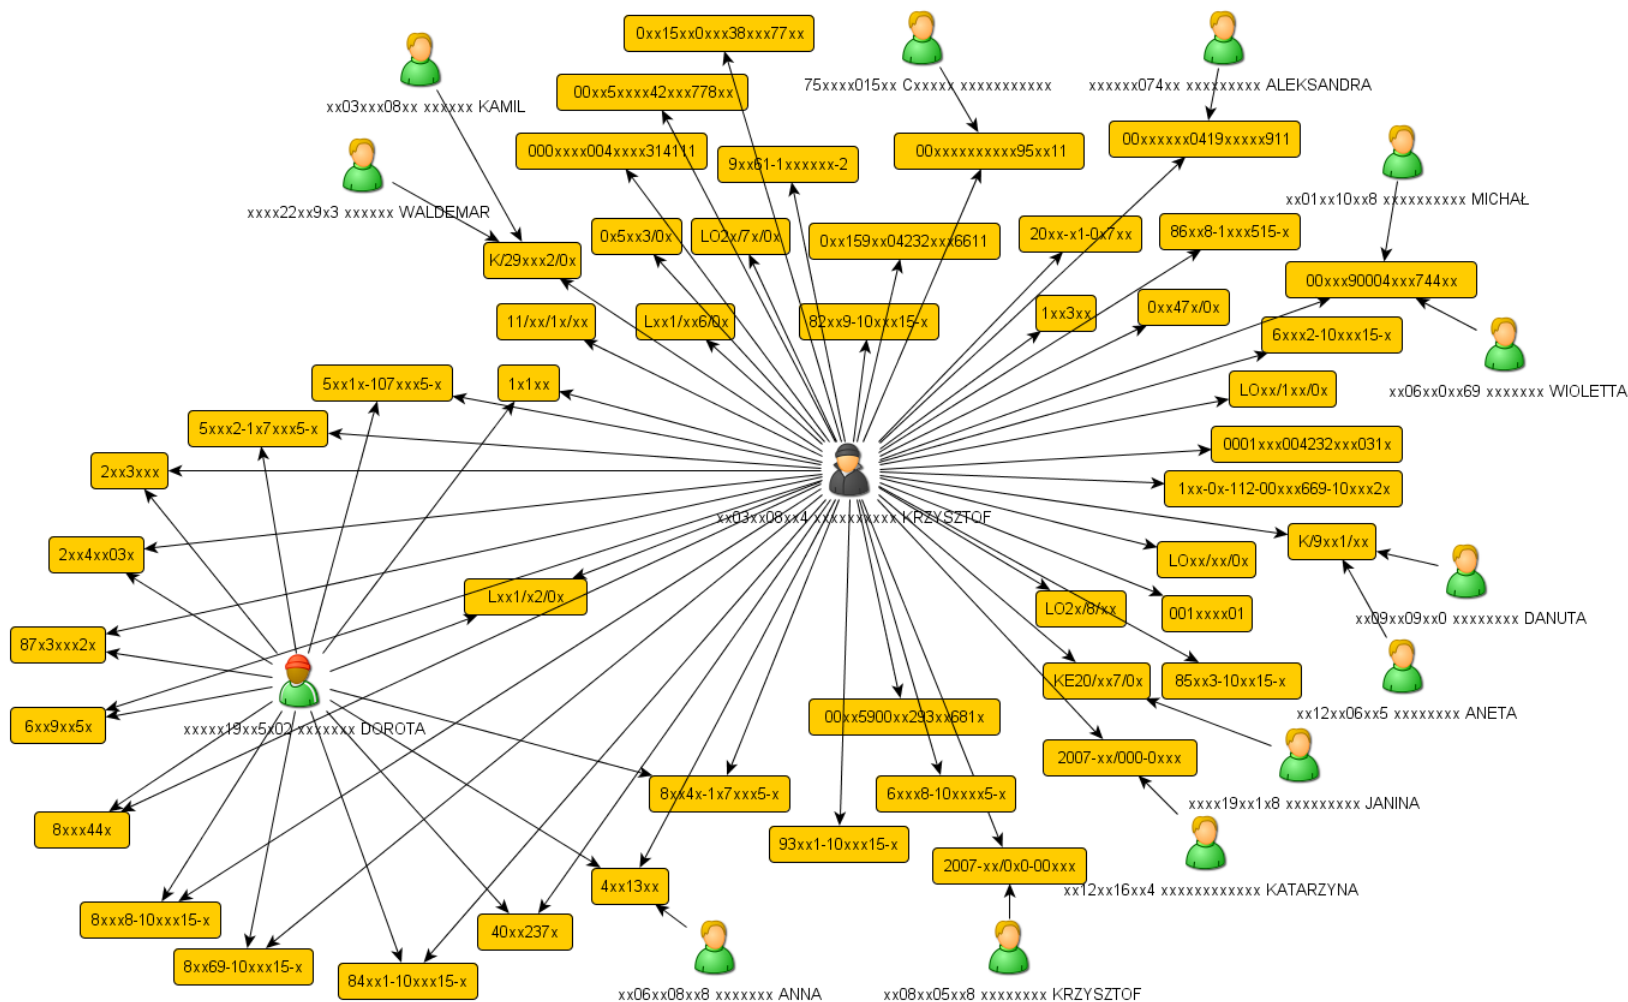 0xx15xx0xxx38xxx77xx
xx03xxx08xx xxxxxx KAMIL
75xxxx015xx Cxxxxx xxxxxxxxxxx
xxxxxx074xx xxxxxxxxx ALEKSANDRA
00xx5xxxx42xxx778xx
000xxxx004xxxx314111
9xx61-1xxxxxx-2
00xxxxxxxxxx95xx11
00xxxxxx0419xxxxx911
xxxx22xx9x3 xxxxxx WALDEMAR
xx01xx10xx8 xxxxxxxxxx MICHAŁ
K/29xxx2/0x
0x5xx3/0x
LO2x/7x/0x
0xx159xx04232xxx6611
20xx-x1-0x7xx
86xx8-1xxx515-x
00xxx90004xxx744xx
11/xx/1x/xx
Lxx1/xx6/0x
82xx9-10xxx15-x
1xx3xx
0xx47x/0x
6xxx2-10xxx15-x
5xx1x-107xxx5-x
1x1xx
LOxx/1xx/0x
xx06xx0xx69 xxxxxxx WIOLETTA
5xxx2-1x7xxx5-x
0001xxx004232xxx031x
2xx3xxx
1xx-0x-112-00xxx669-10xxx2x
xx03xx08xx4 xxxxxxxxxx KRZYSZTOF
2xx4xx03x
LOxx/xx/0x
K/9xx1/xx
Lxx1/x2/0x
LO2x/8/xx
001xxxx01
xx09xx09xx0 xxxxxxxx DANUTA
87x3xxx2x
KE20/xx7/0x
85xx3-10xx15-x
6xx9xx5x
xxxxx19xx5x02 xxxxxxx DOROTA
00xx5900xx293xx681x
xx12xx06xx5 xxxxxxxx ANETA
2007-xx/000-0xxx
8xx4x-1x7xxx5-x
6xxx8-10xxxx5-x
xxxx19xx1x8 xxxxxxxxx JANINA
8xxx44x
93xx1-10xxx15-x
2007-xx/0x0-00xxx
xx12xx16xx4 xxxxxxxxxxxx KATARZYNA
4xx13xx
8xxx8-10xxx15-x
40xx237x
8xx69-10xxx15-x
84xx1-10xxx15-x
xx06xx08xx8 xxxxxxx ANNA
xx08xx05xx8 xxxxxxxx KRZYSZTOF